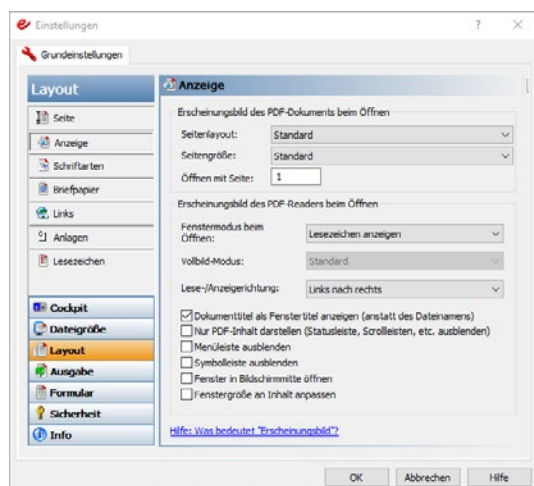 Einstellungen
?
Grundeinstellungen
Layout
Seite
Anzeige
Schriftarten
Briefpapier
Links
Anlagen
Lesezeichen
Cockpit
Dateigröße
Layout
Ausgabe
Formular
Sicherheit
Info
Anzeige
Erscheinungsbild des PDF-Dokuments beim Öffnen
Seitenlayout: Standard
Seitengröße: Standard
Öffnen mit Seite: 1
Erscheinungsbild des PDF-Readers beim Öffnen
Fenstermodus beim
Öffnen: Lesezeichen anzeigen
Vollbild-Modus: Standard
Lese-/Anzeigerichtung: Links nach rechts
Dokumenttitel als Fenstertitel anzeigen (anstatt des Dateinamens)
Nur PDF-Inhalt darstellen (Statusleiste, Scrolleisten, etc. ausblenden)
Menüleiste ausblenden
Symbolleiste ausblenden
Fenster in Bildschirmmitte öffnen
Fenstergröße an Inhalt anpassen
Hilfe: Was bedeutet "Erscheinungsbild"?
OK Abbrechen Hilfe